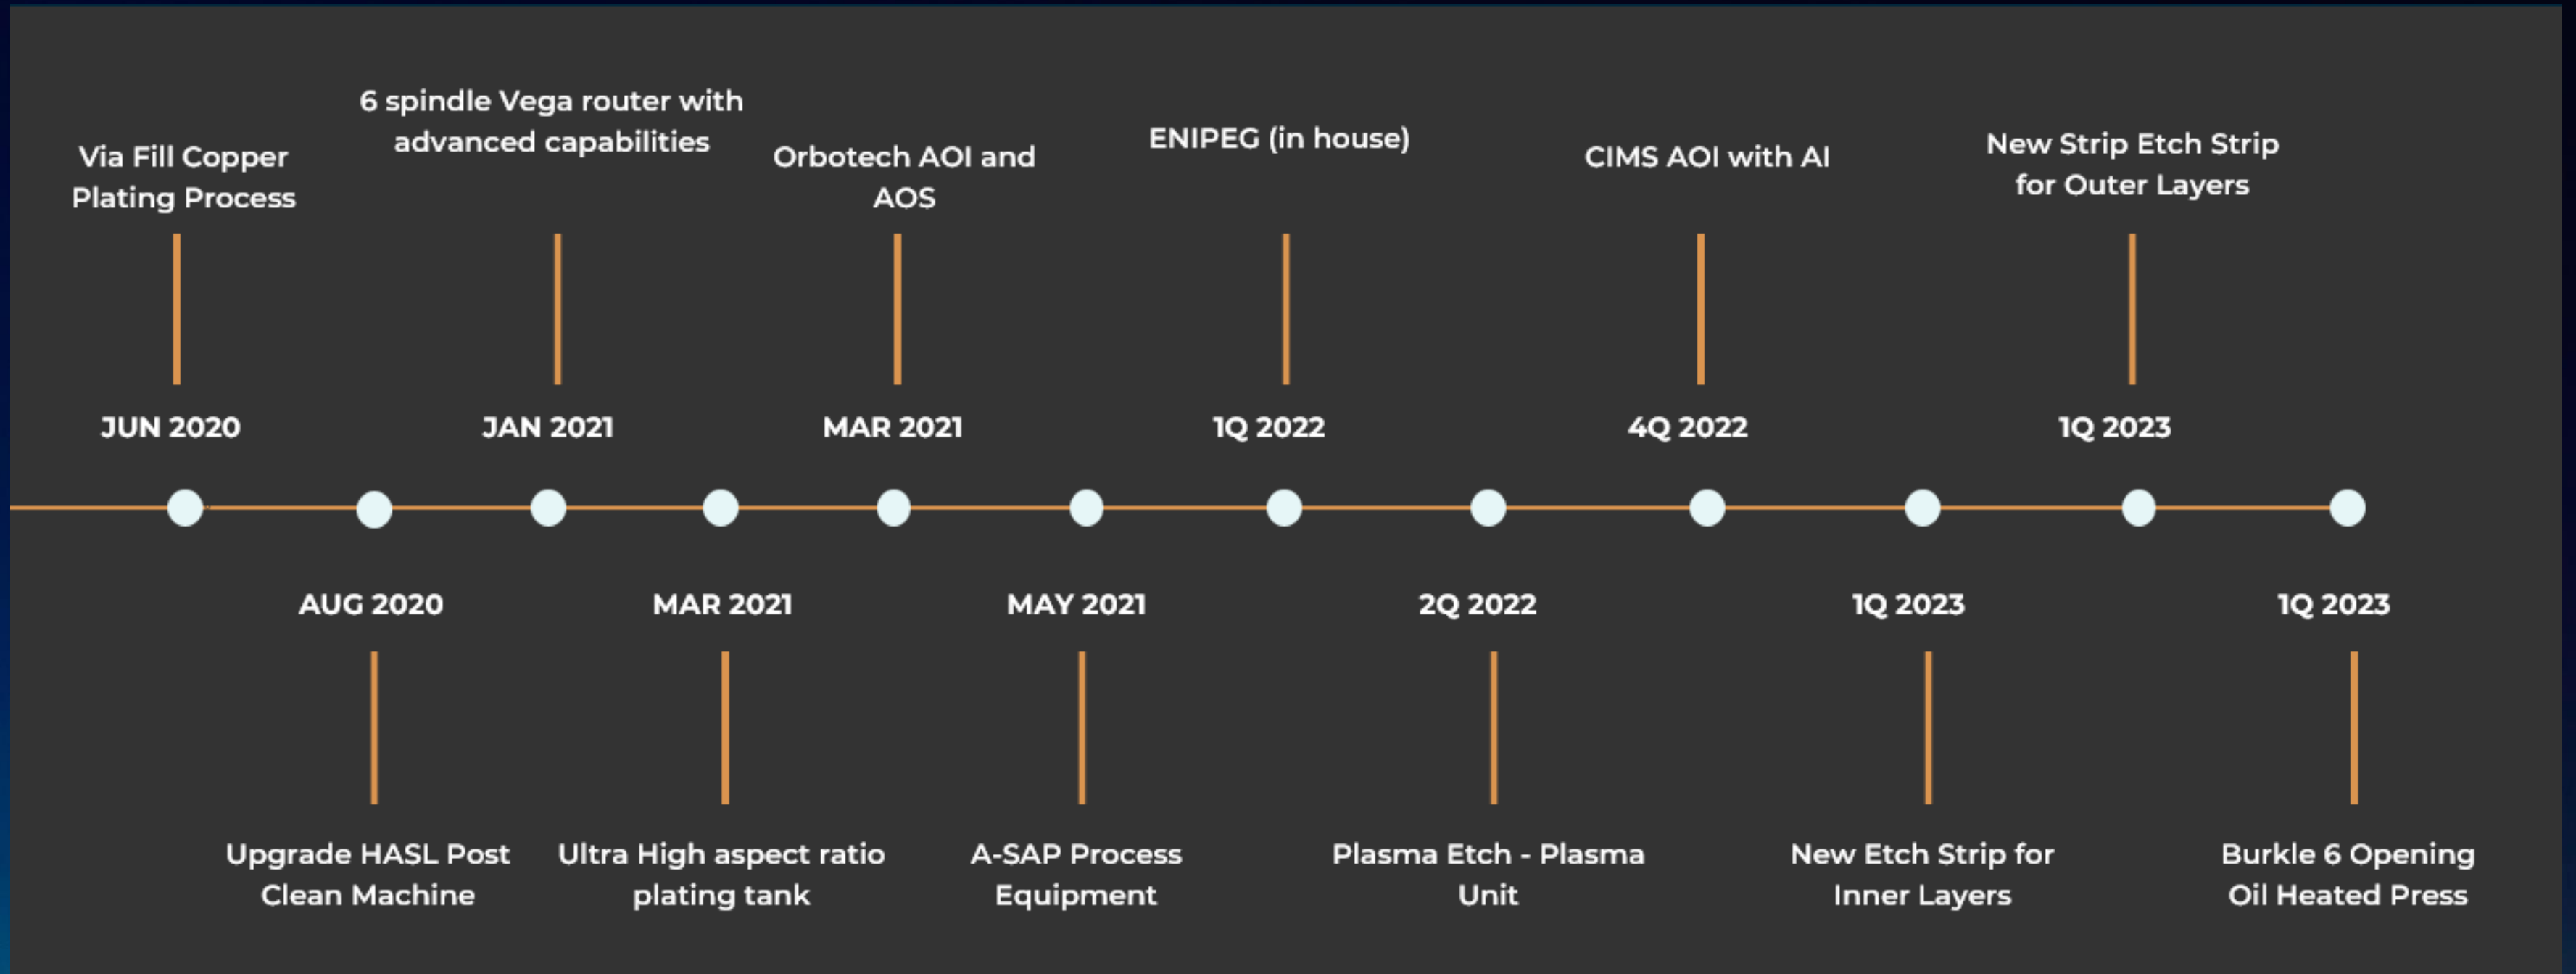 Via Fill Copper
Plating Process
JUN 2020
AUG 2020
Upgrade HASL Post
Clean Machine
6 spindle Vega router with
advanced capabilities
JAN 2021
MAR 2021
Ultra High aspect ratio
plating tank
Orbotech AOI and
AOS
MAR 2021
MAY 2021
A-SAP Process
Equipment
ENIPEG (in house)
1Q 2022
2Q 2022
Plasma Etch - Plasma
Unit
CIMS AOI with AI
4Q 2022
1Q 2023
New Etch Strip for
Inner Layers
New Strip Etch Strip
for Outer Layers
1Q 2023
1Q 2023
Burkle 6 Opening
Oil Heated Press